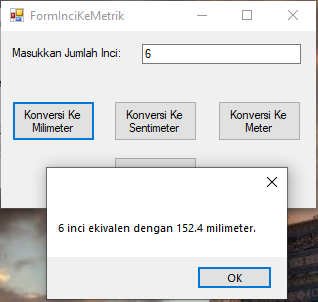 FormInciKeMetrik
Masukkan Jumlah Inci:
6
Konversi Ke
Milimeter
Konversi Ke
Sentimeter
Konversi Ke
Meter
6 inci ekivalen dengan 152.4 milimeter.
OK